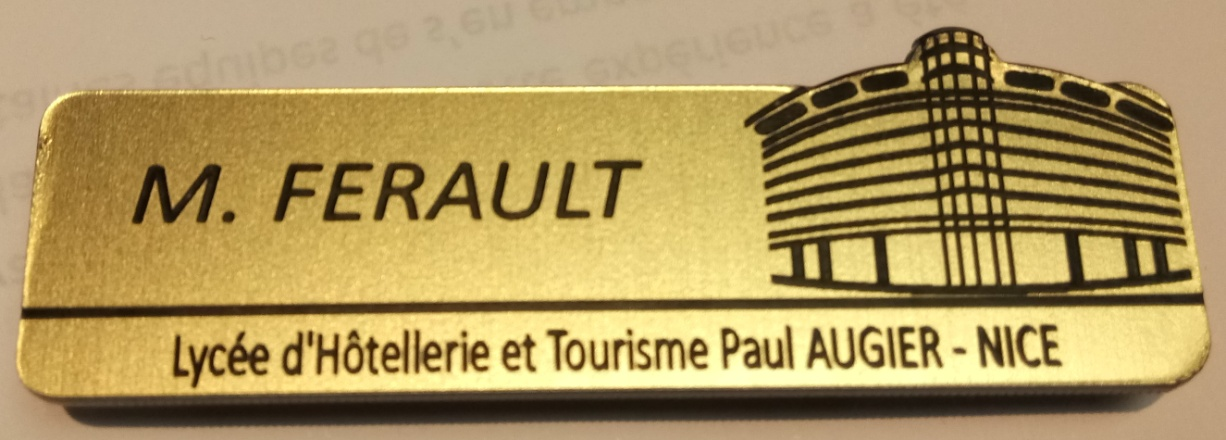 M. FERAULT
Lycée d'Hôtellerie et Tourisme Paul AUGIER - NICE